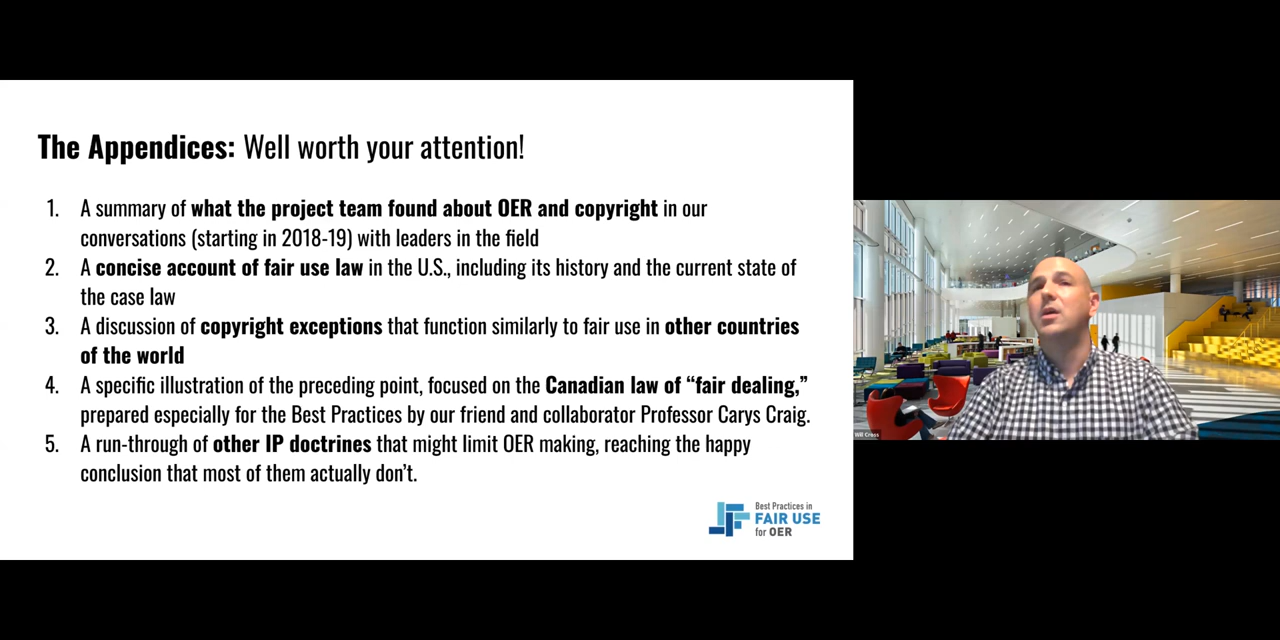 The Appendices: Well worth your attention!
1. A summary of what the project team found about OER and copyright in our
conversations (starting in 2018-19) with leaders in the field
2. A concise account of fair use law in the U.S., including its history and the current state of
the case law
3. A discussion of copyright exceptions that function similarly to fair use in other countries
of the world
4. A specific illustration of the preceding point, focused on the Canadian law of “fair dealing,”
prepared especially for the Best Practices by our friend and collaborator Professor Carys Craig.
5. A run-through of other IP doctrines that might limit OER making, reaching the happy
conclusion that most of them actually don’t.
Best Practices in
FAIR USE
for OER
Will Cross